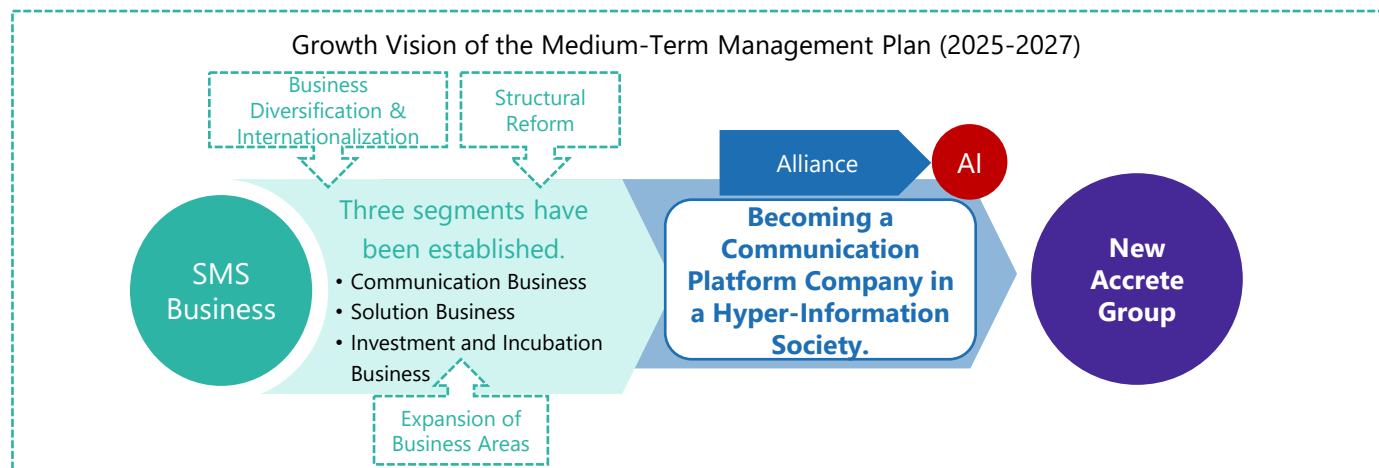 Growth Vision of the Medium-Term Management Plan (2025-2027)
Business
Diversification &
Internationalization
Structural
Reform
Alliance
AI
SMS
Business
Three segments have
been established.
• Communication Business
• Solution Business
• Investment and Incubation
Business
Expansion of
Business Areas
Becoming a
Communication
Platform Company in
a Hyper-Information
Society.
New
Accrete
Group